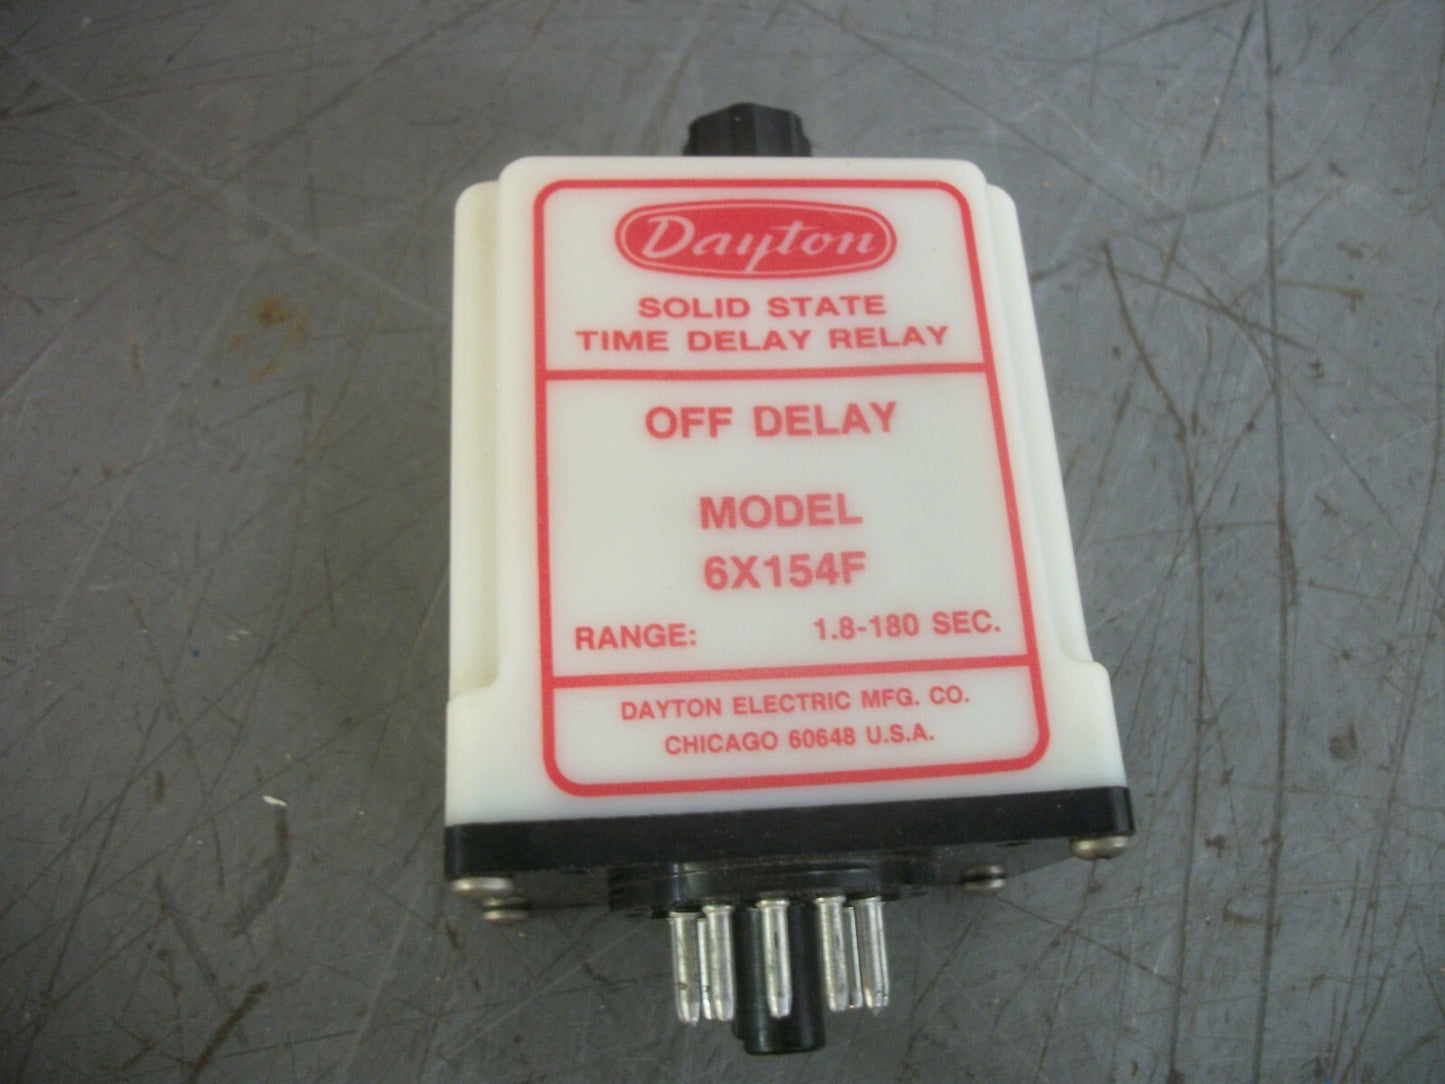 Dayton
SOLID STATE
TIME DELAY RELAY
OFF DELAY
MODEL
6X154F
RANGE: 1.8-180 SEC.
DAYTON ELECTRIC MFG. CO.
CHICAGO 60648 U.S.A.